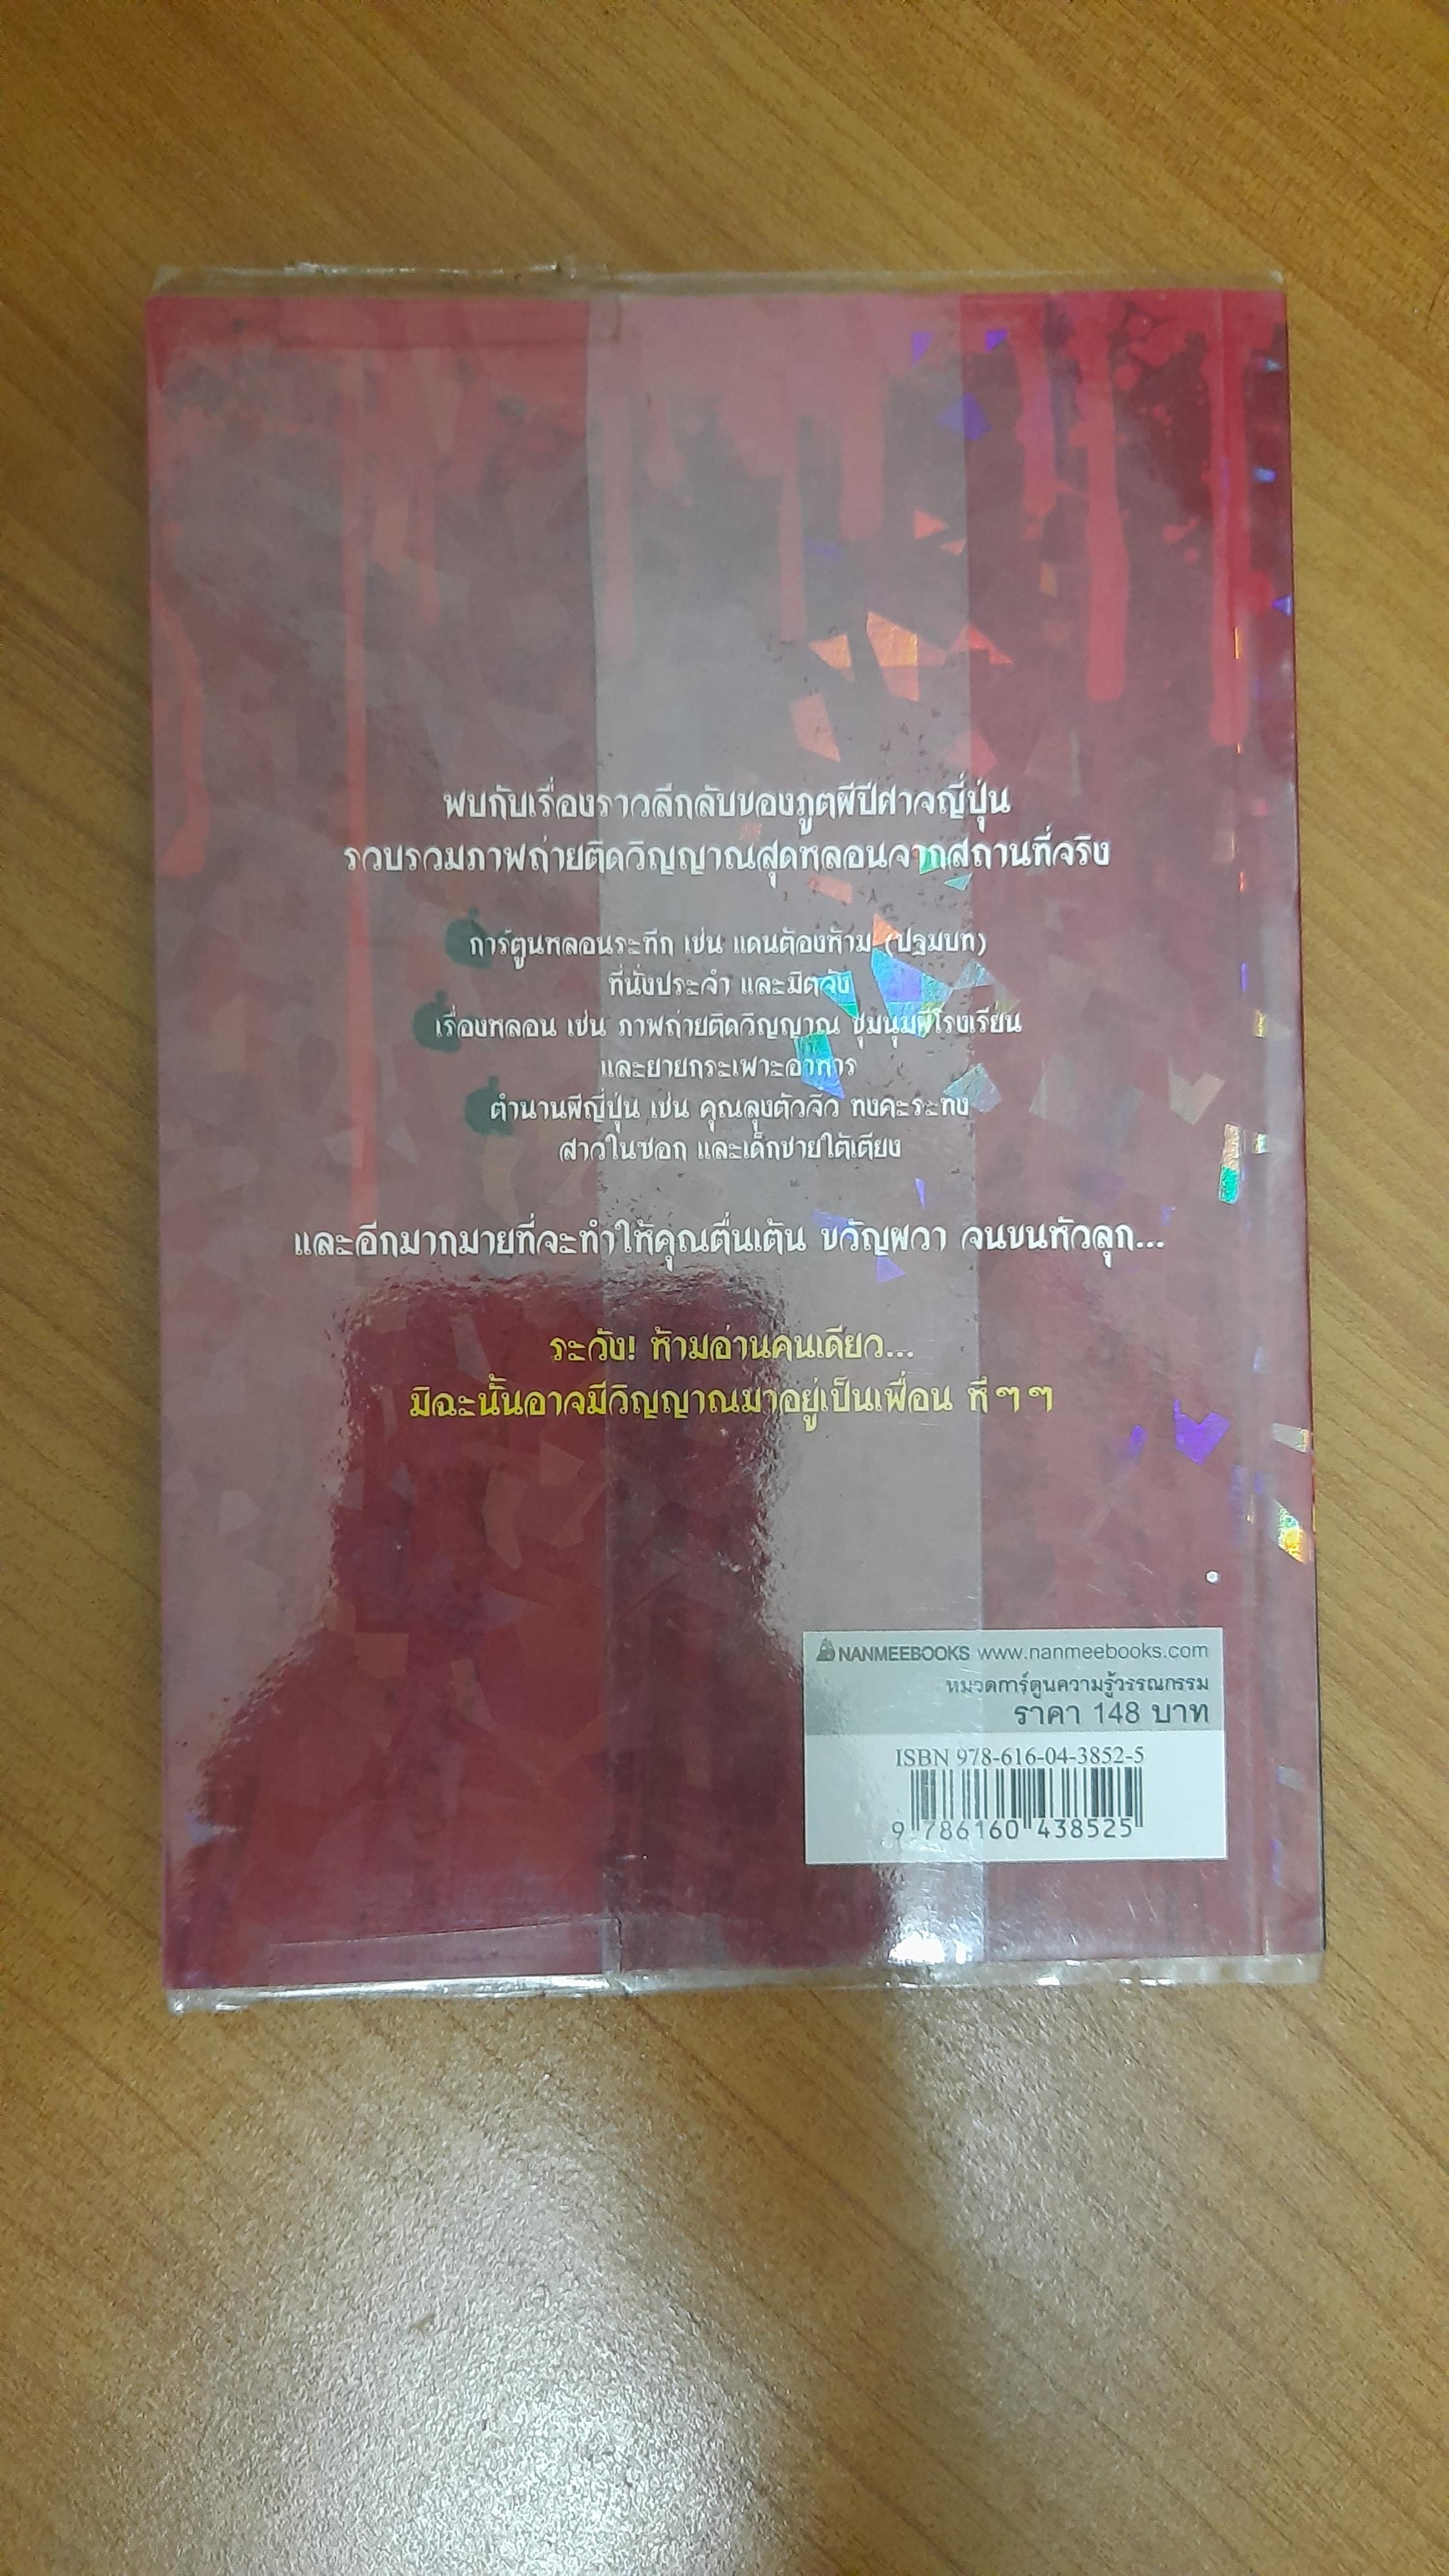 พบกับเรื่องราวลึกลับของภูตผีปีศาจญี่ปุ่น
รวบรวมภาพถ่ายติดวิญญาณสุดหลอนจากสถานที่จริง
การ์ตูนหลอนระทึก เช่น แดนต้องห้าม (ปฐมบท)
ที่นั่งประจำ และมิตจัง
เรื่องหลอน เช่น ภาพถ่ายติดวิญญาณ ชุมนุมผีโรงเรียน
และยายกระเพาะอาหาร
ตำนานผีญี่ปุ่น เช่น คุณลุงตัวจิ๋ว ทงคะระทง
สาวในซอก และเด็กชายใต้เตียง
และอีกมากมายที่จะทำให้คุณตื่นเต้น ขวัญผวา จนขนหัวลุก...
ระวัง! ห้ามอ่านคนเดียว...
มิฉะนั้นอาจมีวิญญาณมาอยู่เป็นเพื่อน หึๆๆ
NANMEEBOOKS www.nanmeebooks.com
หมวดการ์ตูนความรู้วรรณกรรม
ราคา 148 บาท
ISBN 978-616-04-3852-5
9 786160 438525